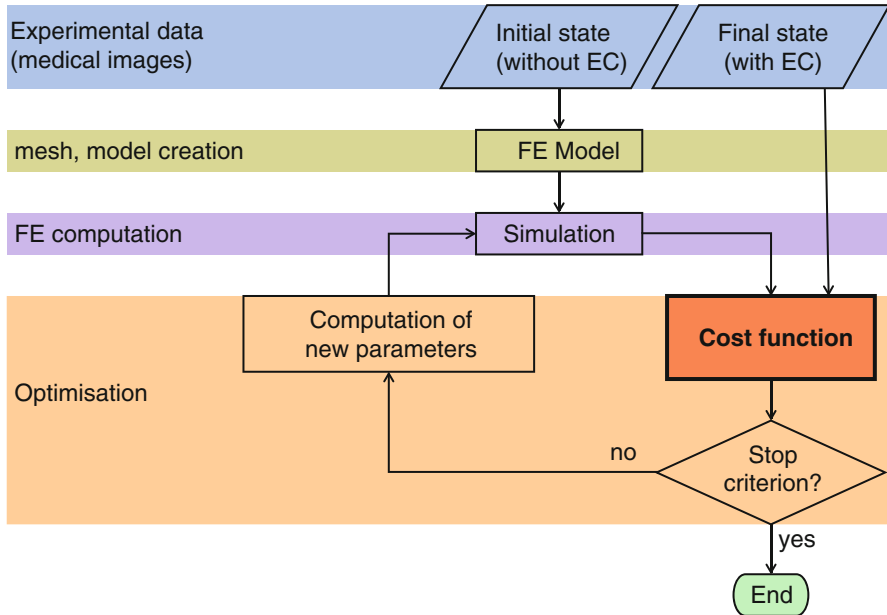 Experimental data
(medical images)
Initial state
(without EC)
Final state
(with EC)
mesh, model creation
FE Model
FE computation
Simulation
Computation of
new parameters
Cost function
Optimisation
no
Stop
criterion?
yes
End